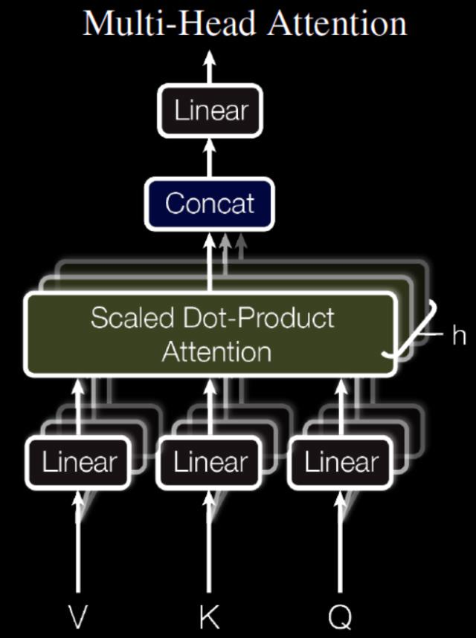 Multi-Head Attention
Linear
Concat
Scaled Dot-Product
Attention
h
Linear Linear Linear
V K Q